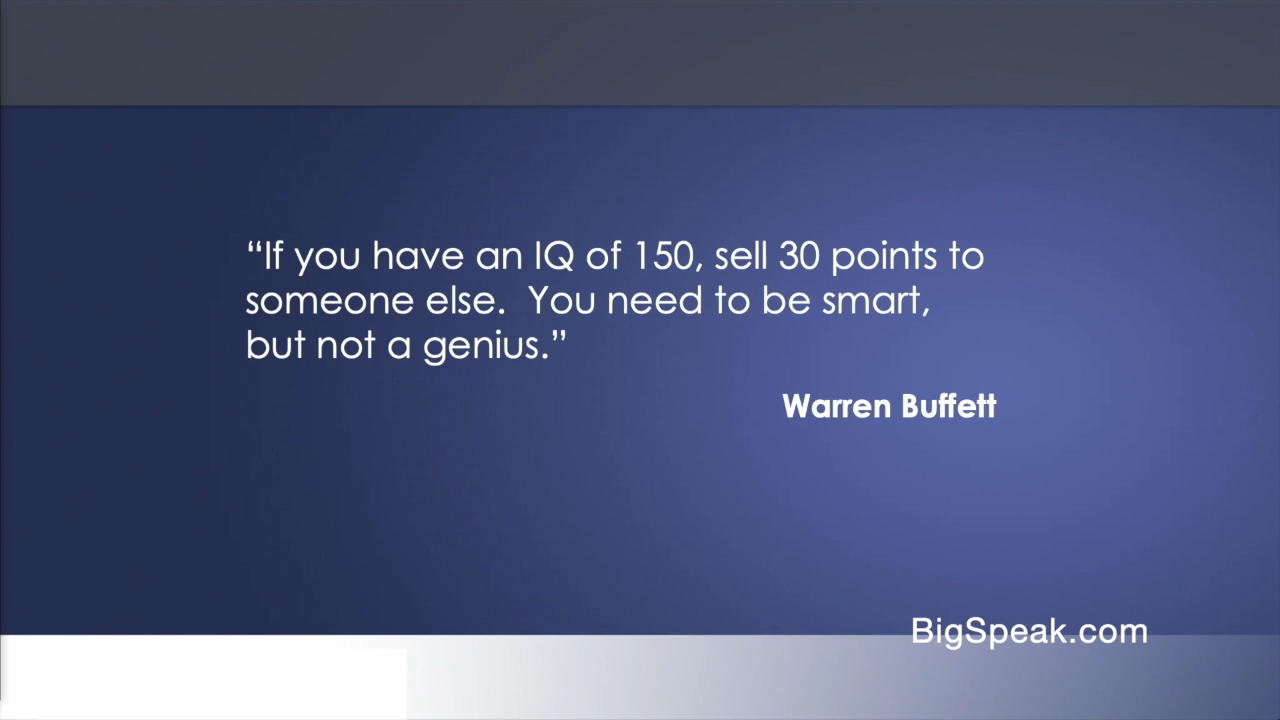 “If you have an IQ of 150, sell 30 points to
someone else.  You need to be smart,
but not a genius.”
Warren Buffett
BigSpeak.com